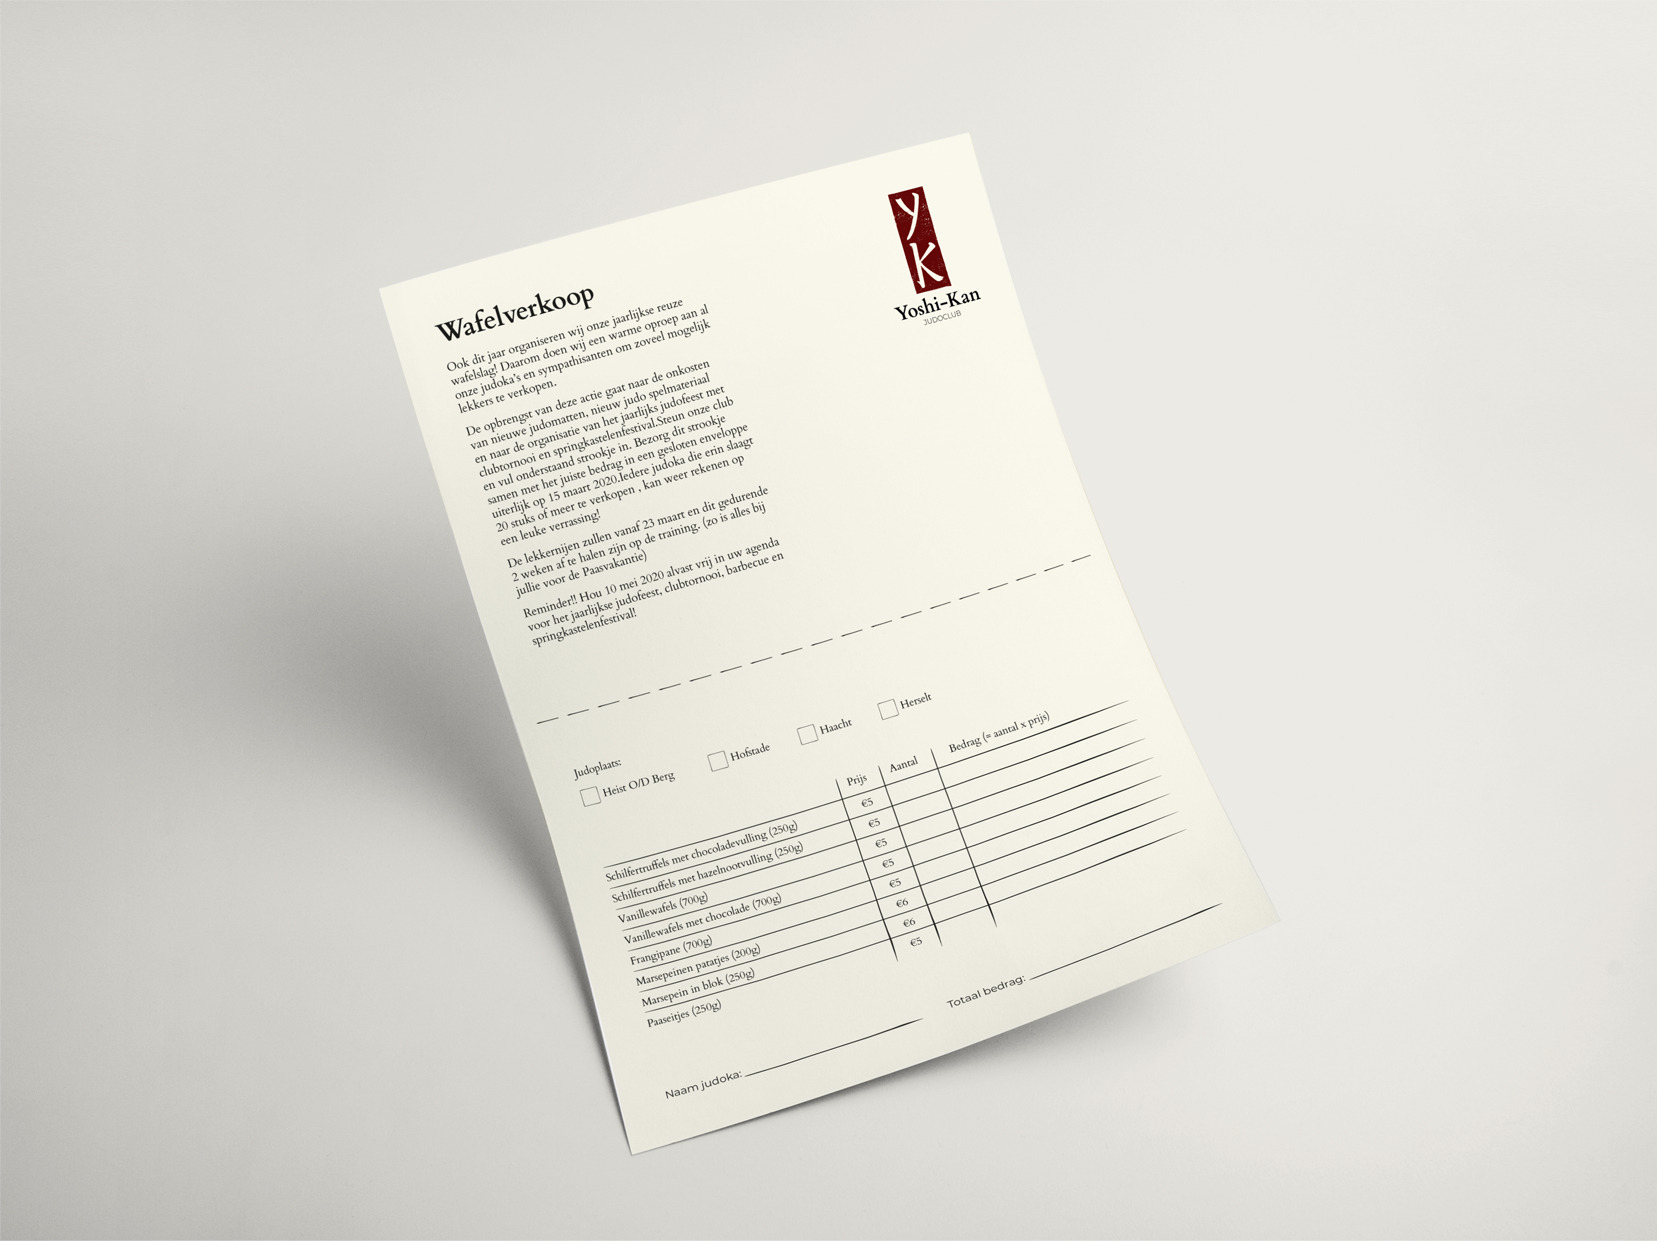 y
k
Yoshi-Kan
JUDOCLUB
Wafelverkoop
Ook dit jaar organiseren wij onze jaarlijkse reuze
wafelslag! Daarom doen wij een warme oproep aan al
onze judoka's en sympathisanten om zoveel mogelijk
lekkers te verkopen.
De opbrengst van deze actie gaat naar de onkosten
van nieuwe judomatten, nieuw judo spelmateriaal
en naar de organisatie van het jaarlijks judofeest met
clubtornooi en springkastelenfestival.Steun onze club
en vul onderstaand strookje in. Bezorg dit strookje
samen met het juiste bedrag in een gesloten enveloppe
uiterlijk op 15 maart 2020.Iedere judoka die erin slaagt
20 stuks of meer te verkopen , kan weer rekenen op
een leuke verrassing!
De lekkernijen zullen vanaf 23 maart en dit gedurende
2 weken af te halen zijn op de training. (zo is alles bij
jullie voor de Paasvakantie)
Reminder!! Hou 10 mei 2020 alvast vrij in uw agenda
voor het jaarlijkse judofeest, clubtornooi, barbecue en
springkastelenfestival!
Judoplaats:
Heist O/D Berg Hofstade Haacht Herselt
Prijs Aantal Bedrag (= aantal x prijs)
Schilfertruffels met chocoladevulling (250g) €5
Schilfertruffels met hazelnootvulling (250g) €5
Vanillewafels (700g) €5
Vanillewafels met chocolade (700g) €5
Frangipane (700g) €5
Marsepeinen patatjes (200g) €6
Marsepein in blok (250g) €6
Paaseitjes (250g) €5
Naam judoka: Totaal bedrag: